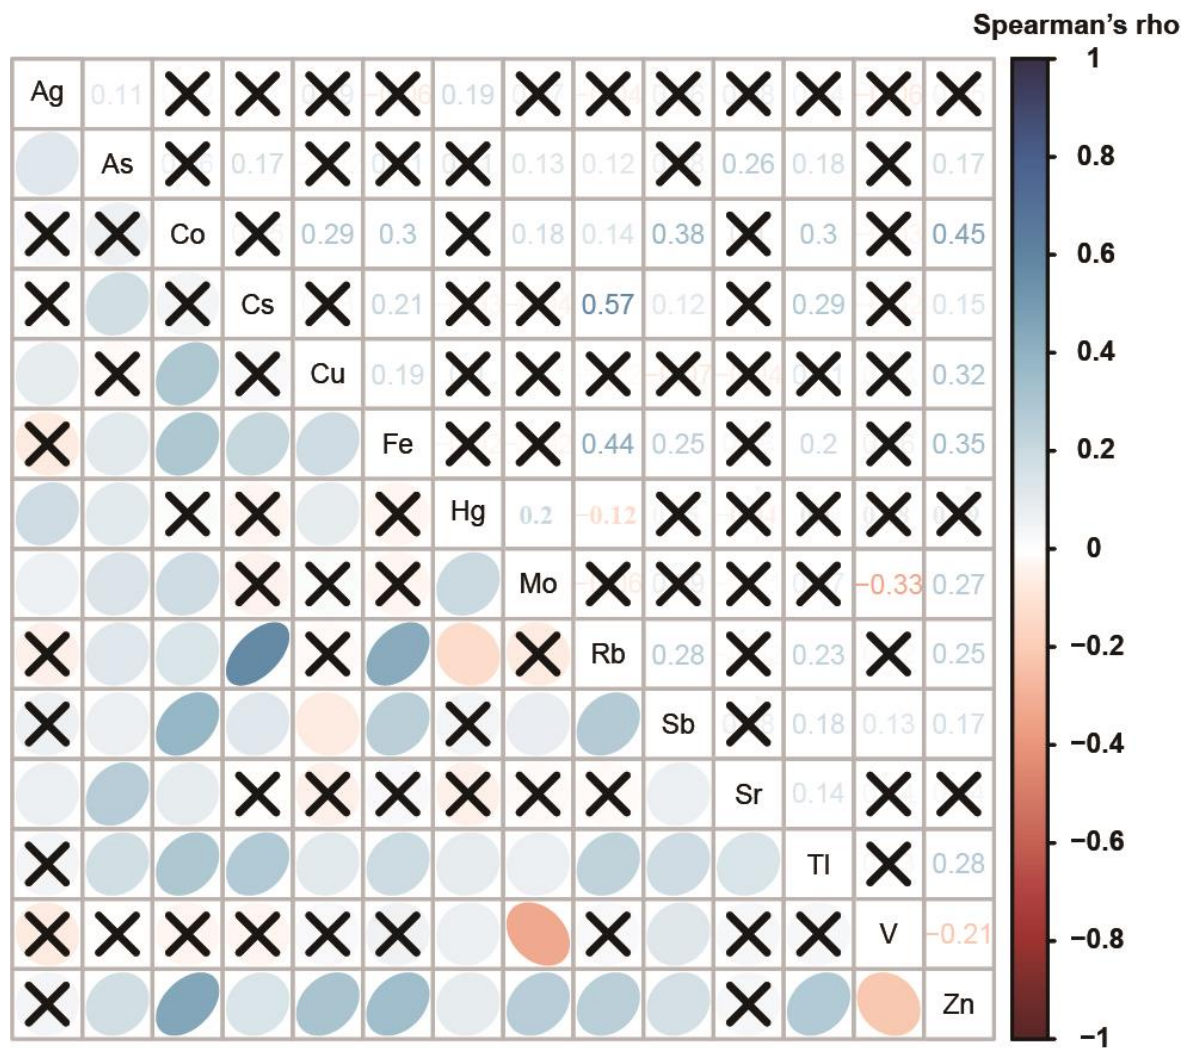 Spearman's rho
Ag 0.11 0.19
As 0.17 0.13 0.12 0.26 0.18 0.17
Co 0.29 0.3 0.18 0.14 0.38 0.3 0.45
Cs 0.21 0.57 0.12 0.29 0.15
Cu 0.19 0.32
Fe 0.44 0.25 0.2 0.35
Hg 0.2 −0.12
Mo −0.33 0.27
Rb 0.28 0.23 0.25
Sb 0.18 0.13 0.17
Sr 0.14
Tl 0.28
V −0.21
Zn
1
0.8
0.6
0.4
0.2
0
−0.2
−0.4
−0.6
−0.8
−1